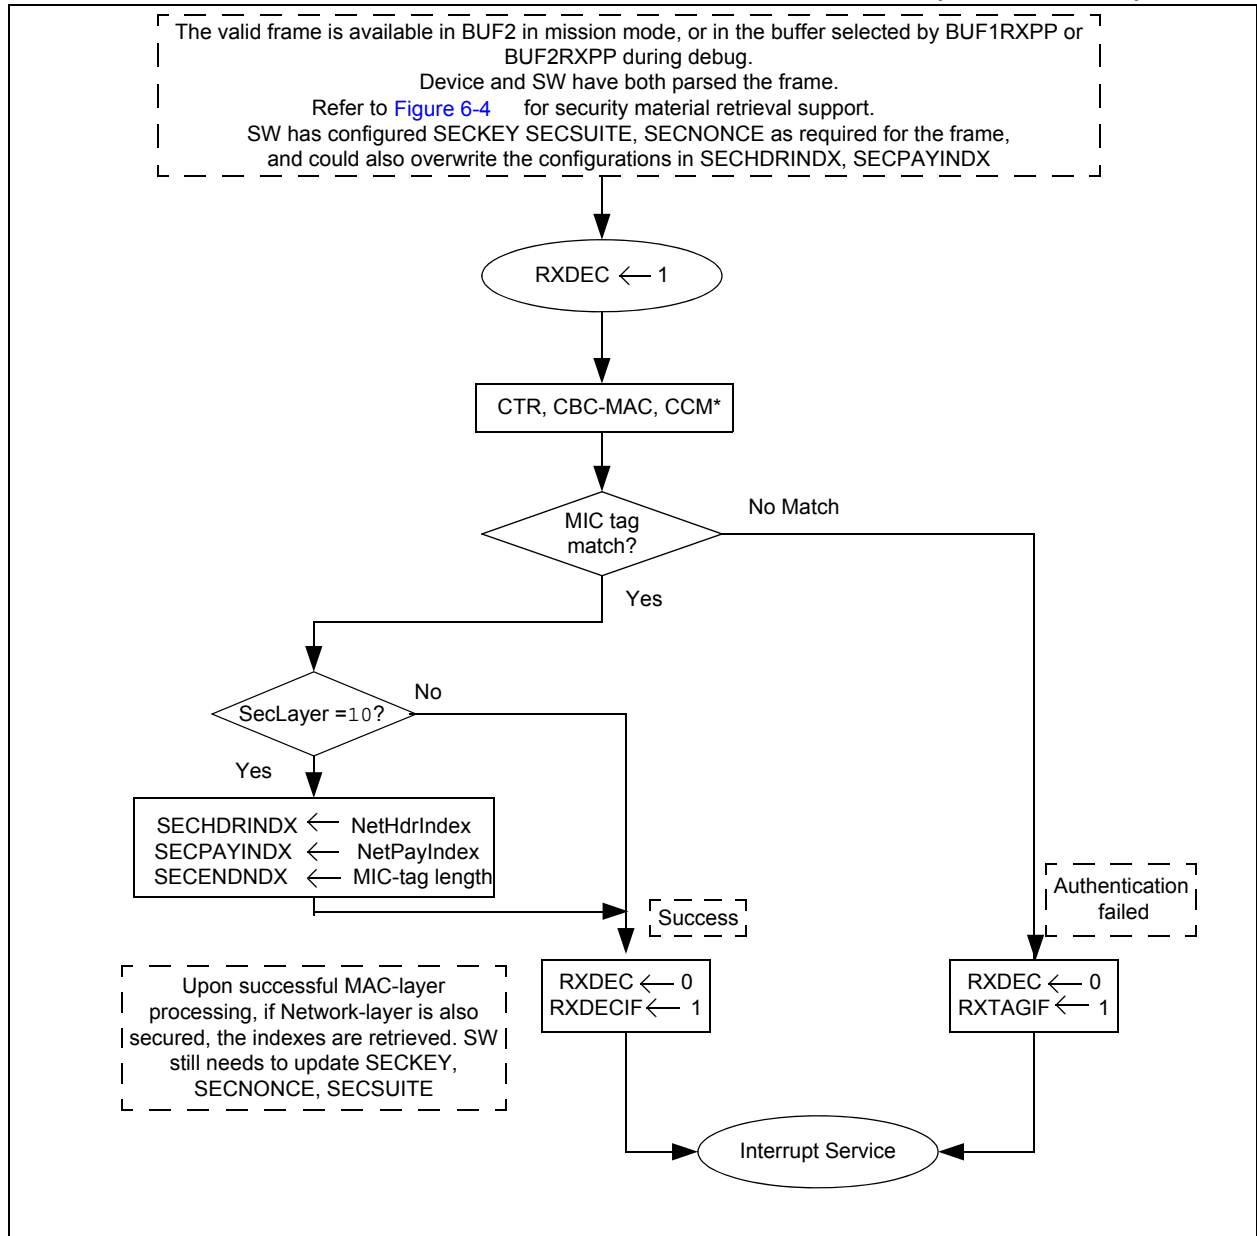 The valid frame is available in BUF2 in mission mode, or in the buffer selected by BUF1RXPP or
BUF2RXPP during debug.
Device and SW have both parsed the frame.
Refer to Figure 6-4 for security material retrieval support.
SW has configured SECKEY SECSUITE, SECNONCE as required for the frame,
and could also overwrite the configurations in SECHDRINDX, SECPAYINDX
RXDEC ← 1
CTR, CBC-MAC, CCM*
MIC tag
match?
No Match
Yes
SecLayer =10?
No
Yes
SECHDRINDX ← NetHdrIndex
SECPAYINDX ← NetPayIndex
SECENDNDX ← MIC-tag length
Success
Authentication
failed
Upon successful MAC-layer
processing, if Network-layer is also
secured, the indexes are retrieved. SW
still needs to update SECKEY,
SECNONCE, SECSUITE
RXDEC ← 0
RXDECIF ← 1
RXDEC ← 0
RXTAGIF ← 1
Interrupt Service